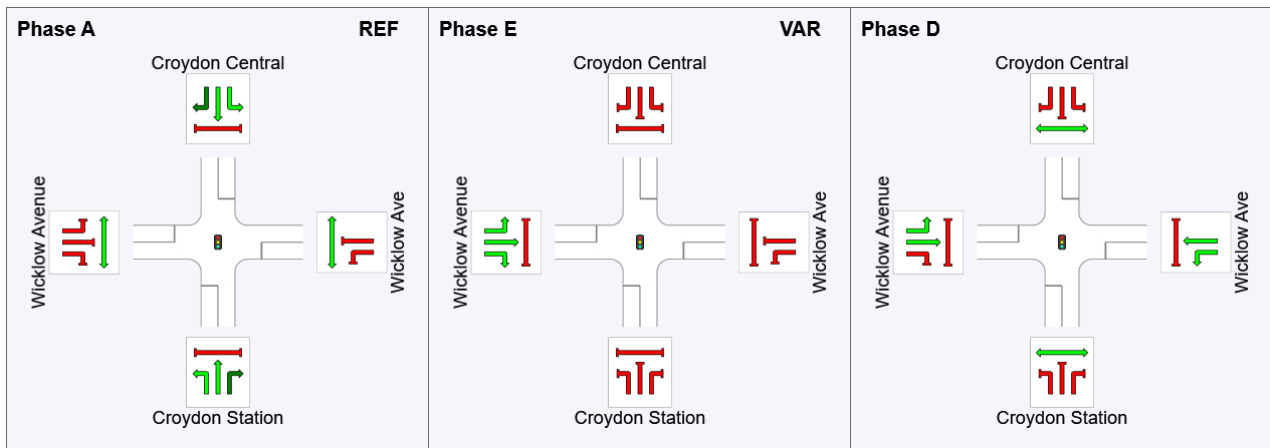 Phase A REF
Croydon Central
Wicklow Avenue
Wicklow Ave
Croydon Station
Phase E VAR
Croydon Central
Wicklow Avenue
Wicklow Ave
Croydon Station
Phase D
Croydon Central
Wicklow Avenue
Wicklow Ave
Croydon Station